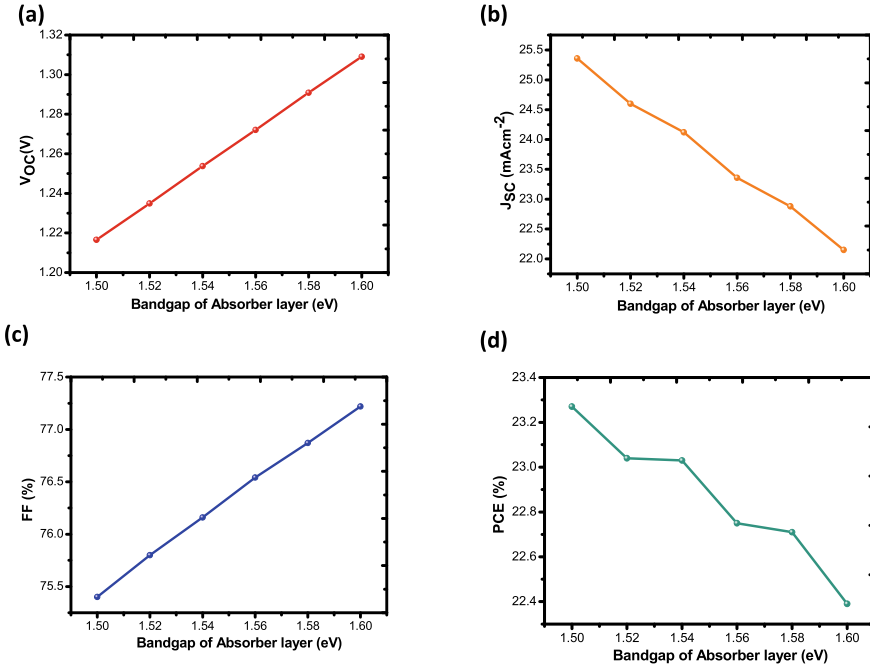 (a)
1.32
1.30
1.28
1.26
1.24
1.22
1.20
VOC(V)
1.50 1.52 1.54 1.56 1.58 1.60
Bandgap of Absorber layer (eV)
(b)
25.5
25.0
24.5
24.0
23.5
23.0
22.5
22.0
JSC (mAcm-2)
1.50 1.52 1.54 1.56 1.58 1.60
Bandgap of Absorber layer (eV)
(c)
77.5
77.0
76.5
76.0
75.5
FF (%)
1.50 1.52 1.54 1.56 1.58 1.60
Bandgap of Absorber layer (eV)
(d)
23.4
23.2
23.0
22.8
22.6
22.4
PCE (%)
1.50 1.52 1.54 1.56 1.58 1.60
Bandgap of Absorber layer (eV)